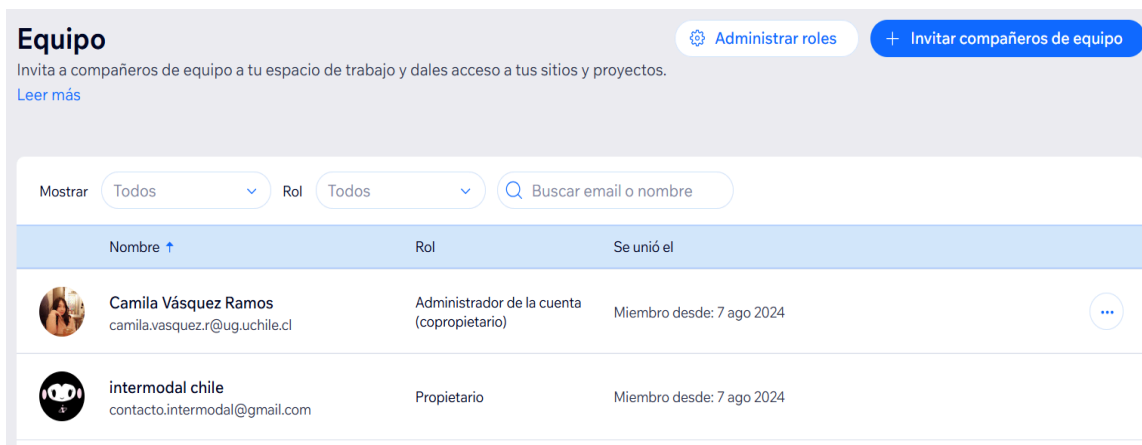 Equipo
Administrar roles
+ Invitar compañeros de equipo
Invita a compañeros de equipo a tu espacio de trabajo y dales acceso a tus sitios y proyectos.
Leer más
Mostrar Todos Rol Todos Buscar email o nombre
Nombre ↑ Rol Se unió el
Camila Vásquez Ramos
camila.vasquez.r@ug.uchile.cl
Administrador de la cuenta
(copropietario)
Miembro desde: 7 ago 2024
intermodal chile
contacto.intermodal@gmail.com
Propietario
Miembro desde: 7 ago 2024